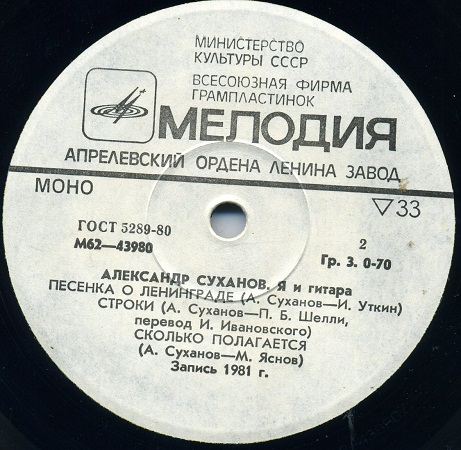 МИНИСТЕРСТВО
КУЛЬТУРЫ СССР
ВСЕСОЮЗНАЯ ФИРМА
ГРАМПЛАСТИНОК
МЕЛОДИЯ
АПРЕЛЕВСКИЙ ОРДЕНА ЛЕНИНА ЗАВОД
МОНО
▽33
ГОСТ 5289-80
М62—43980
2
Гр. 3. 0-70
АЛЕКСАНДР СУХАНОВ. Я и гитара
ПЕСЕНКА О ЛЕНИНГРАДЕ (А. Суханов—И. Уткин)
СТРОКИ (А. Суханов—П. Б. Шелли,
перевод И. Ивановского)
СКОЛЬКО ПОЛАГАЕТСЯ
(А. Суханов—М. Яснов)
Запись 1981 г.